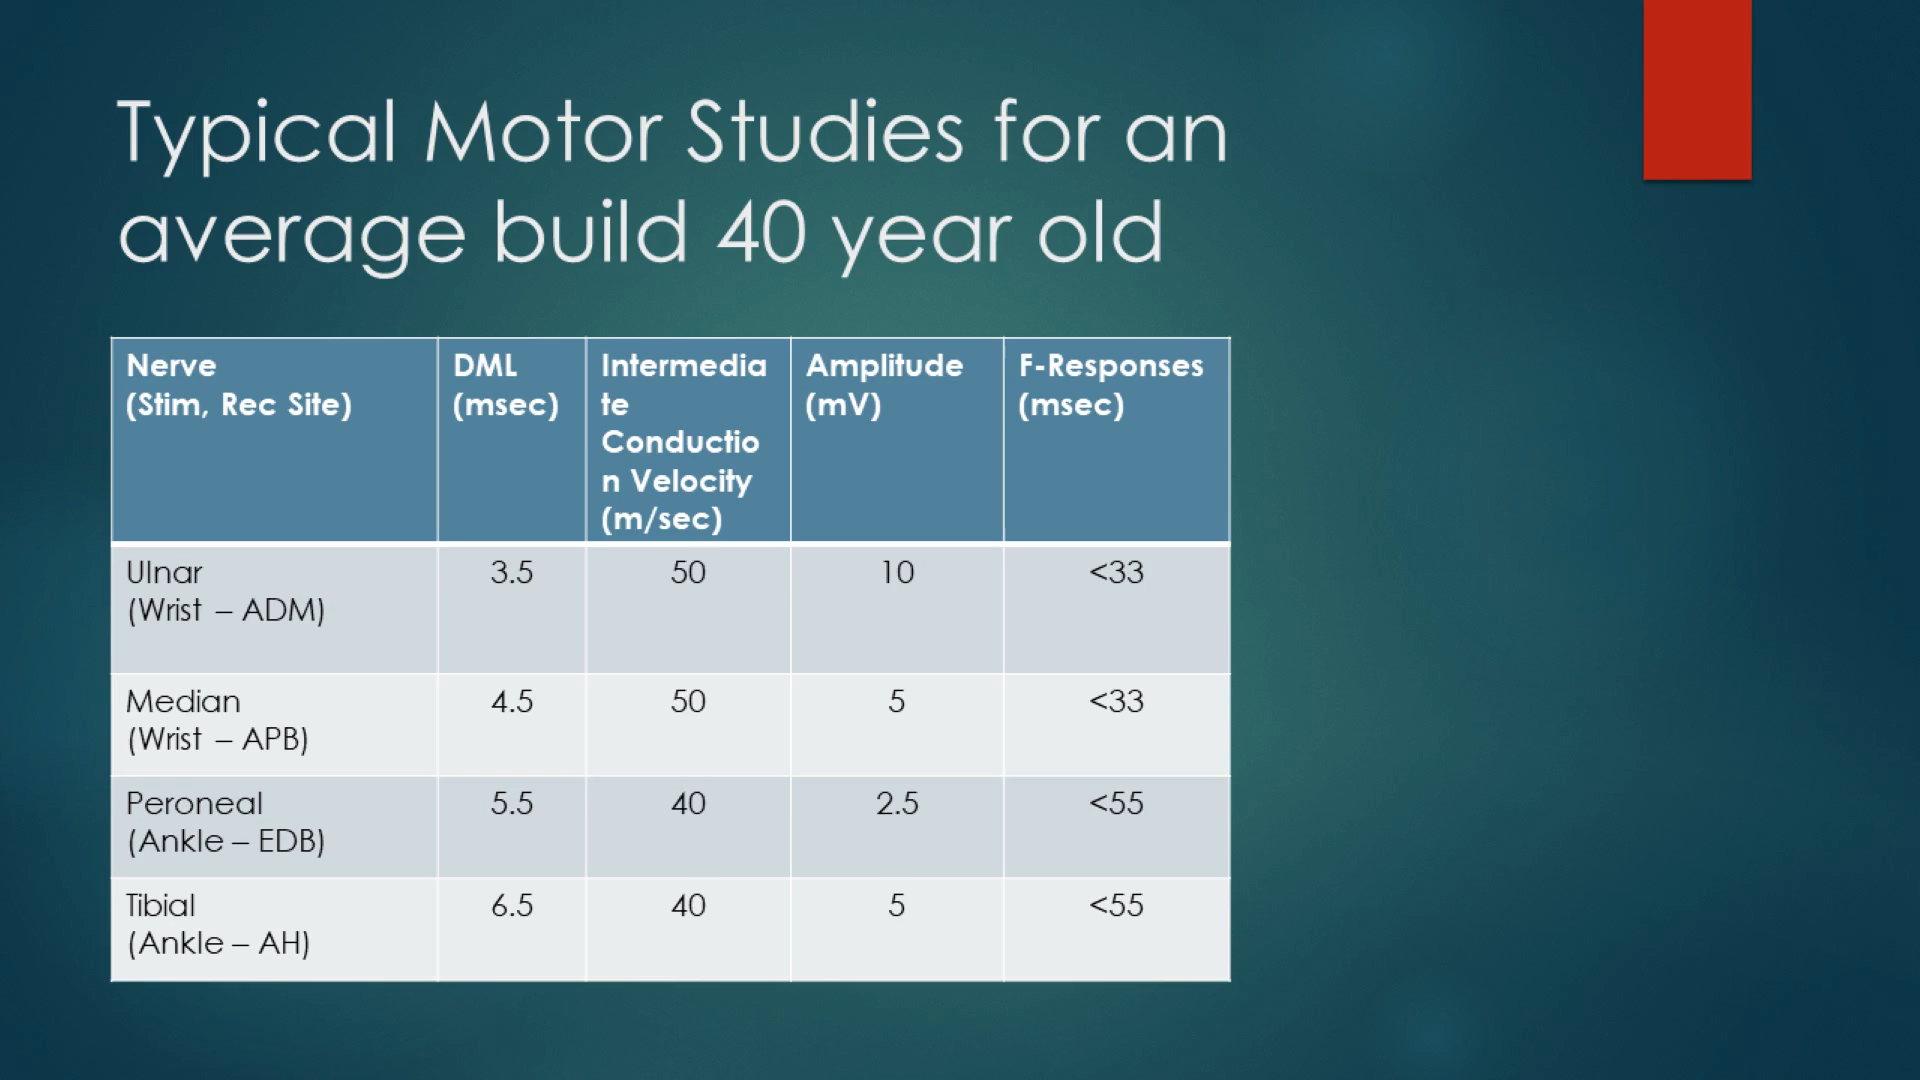 Typical Motor Studies for an
average build 40 year old
Nerve
(Stim, Rec Site)
DML
(msec)
Intermedia
te
Conductio
n Velocity
(m/sec)
Amplitude
(mV)
F-Responses
(msec)
Ulnar
(Wrist – ADM)
3.5
50
10
<33
Median
(Wrist – APB)
4.5
50
5
<33
Peroneal
(Ankle – EDB)
5.5
40
2.5
<55
Tibial
(Ankle – AH)
6.5
40
5
<55